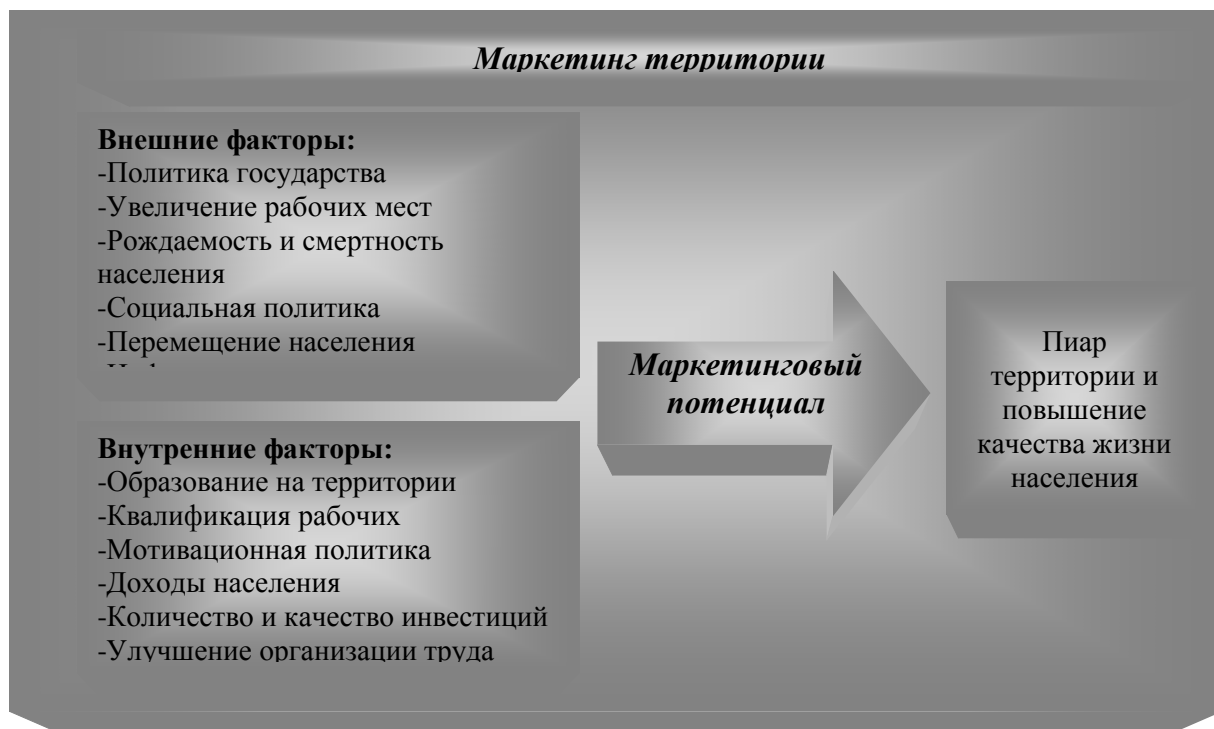 Маркетинг территории
Внешние факторы:
-Политика государства
-Увеличение рабочих мест
-Рождаемость и смертность
населения
-Социальная политика
-Перемещение населения
Маркетинговый
потенциал
Пиар
территории и
повышение
качества жизни
населения
Внутренние факторы:
-Образование на территории
-Квалификация рабочих
-Мотивационная политика
-Доходы населения
-Количество и качество инвестиций
-Улучшение организации труда